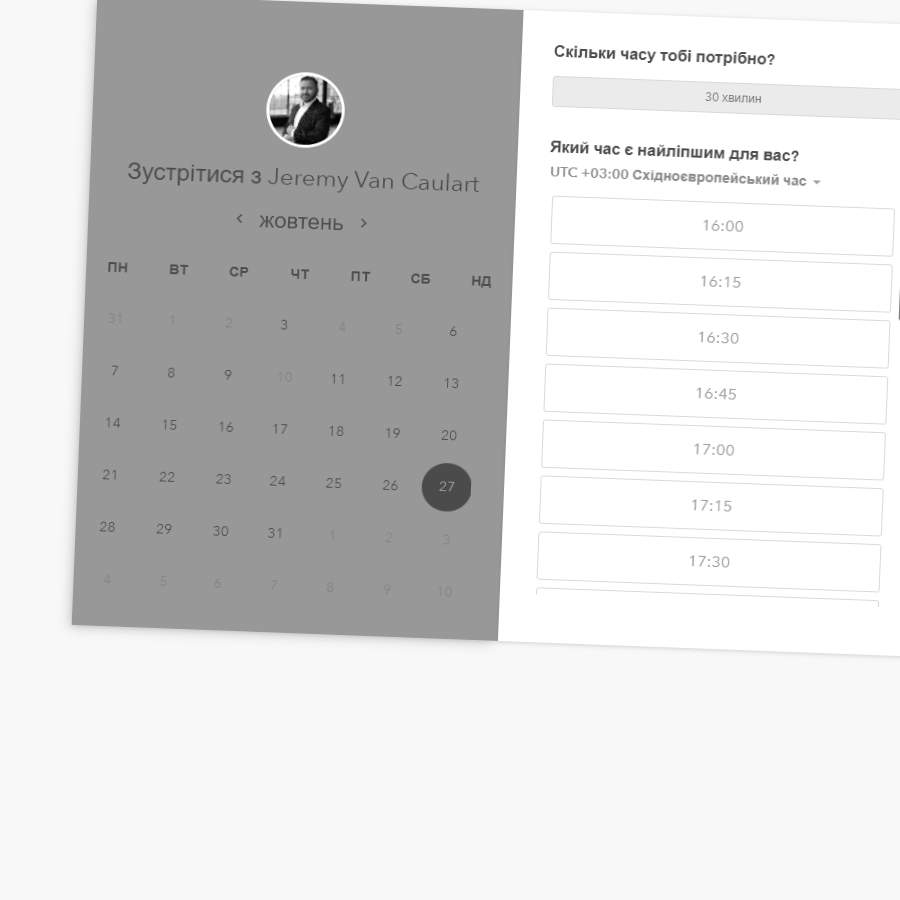 Зустрітися з Jeremy Van Caulart
жовтень
ПН ВТ СР ЧТ ПТ СБ НД
31 1 2 3 4 5 6
7 8 9 10 11 12 13
14 15 16 17 18 19 20
21 22 23 24 25 26 27
28 29 30 31 1 2 3
4 5 6 7 8 9 10
Скільки часу тобі потрібно?
30 хвилин
Який час є найліпшим для вас?
UTC +03:00 Східноєвропейський час
16:00
16:15
16:30
16:45
17:00
17:15
17:30